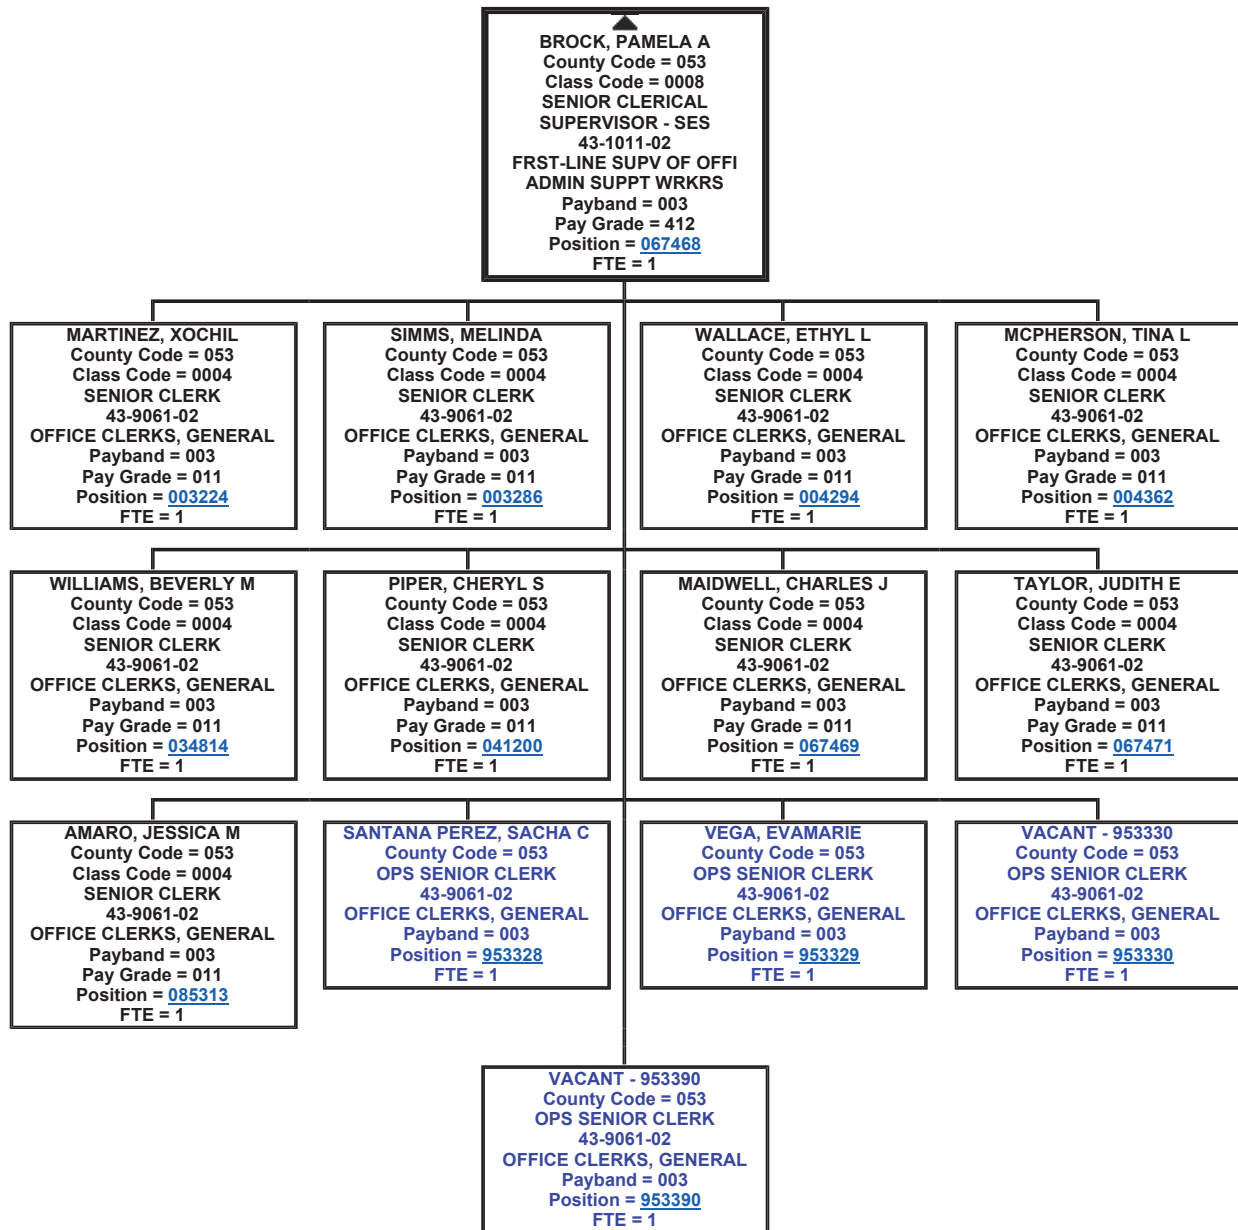 BROCK, PAMELA A
County Code = 053
Class Code = 0008
SENIOR CLERICAL
SUPERVISOR - SES
43-1011-02
FRST-LINE SUPV OF OFFI
ADMIN SUPPT WRKRS
Payband = 003
Pay Grade = 412
Position = 067468
FTE = 1
MARTINEZ, XOCHIL
County Code = 053
Class Code = 0004
SENIOR CLERK
43-9061-02
OFFICE CLERKS, GENERAL
Payband = 003
Pay Grade = 011
Position = 003224
FTE = 1
SIMMS, MELINDA
County Code = 053
Class Code = 0004
SENIOR CLERK
43-9061-02
OFFICE CLERKS, GENERAL
Payband = 003
Pay Grade = 011
Position = 003286
FTE = 1
WALLACE, ETHYL L
County Code = 053
Class Code = 0004
SENIOR CLERK
43-9061-02
OFFICE CLERKS, GENERAL
Payband = 003
Pay Grade = 011
Position = 004294
FTE = 1
MCPHERSON, TINA L
County Code = 053
Class Code = 0004
SENIOR CLERK
43-9061-02
OFFICE CLERKS, GENERAL
Payband = 003
Pay Grade = 011
Position = 004362
FTE = 1
WILLIAMS, BEVERLY M
County Code = 053
Class Code = 0004
SENIOR CLERK
43-9061-02
OFFICE CLERKS, GENERAL
Payband = 003
Pay Grade = 011
Position = 034814
FTE = 1
PIPER, CHERYL S
County Code = 053
Class Code = 0004
SENIOR CLERK
43-9061-02
OFFICE CLERKS, GENERAL
Payband = 003
Pay Grade = 011
Position = 041200
FTE = 1
MAIDWELL, CHARLES J
County Code = 053
Class Code = 0004
SENIOR CLERK
43-9061-02
OFFICE CLERKS, GENERAL
Payband = 003
Pay Grade = 011
Position = 067469
FTE = 1
TAYLOR, JUDITH E
County Code = 053
Class Code = 0004
SENIOR CLERK
43-9061-02
OFFICE CLERKS, GENERAL
Payband = 003
Pay Grade = 011
Position = 067471
FTE = 1
AMARO, JESSICA M
County Code = 053
Class Code = 0004
SENIOR CLERK
43-9061-02
OFFICE CLERKS, GENERAL
Payband = 003
Pay Grade = 011
Position = 085313
FTE = 1
SANTANA PEREZ, SACHA C
County Code = 053
OPS SENIOR CLERK
43-9061-02
OFFICE CLERKS, GENERAL
Payband = 003
Position = 953328
FTE = 1
VEGA, EVAMARIE
County Code = 053
OPS SENIOR CLERK
43-9061-02
OFFICE CLERKS, GENERAL
Payband = 003
Position = 953329
FTE = 1
VACANT - 953330
County Code = 053
OPS SENIOR CLERK
43-9061-02
OFFICE CLERKS, GENERAL
Payband = 003
Position = 953330
FTE = 1
VACANT - 953390
County Code = 053
OPS SENIOR CLERK
43-9061-02
OFFICE CLERKS, GENERAL
Payband = 003
Position = 953390
FTE = 1